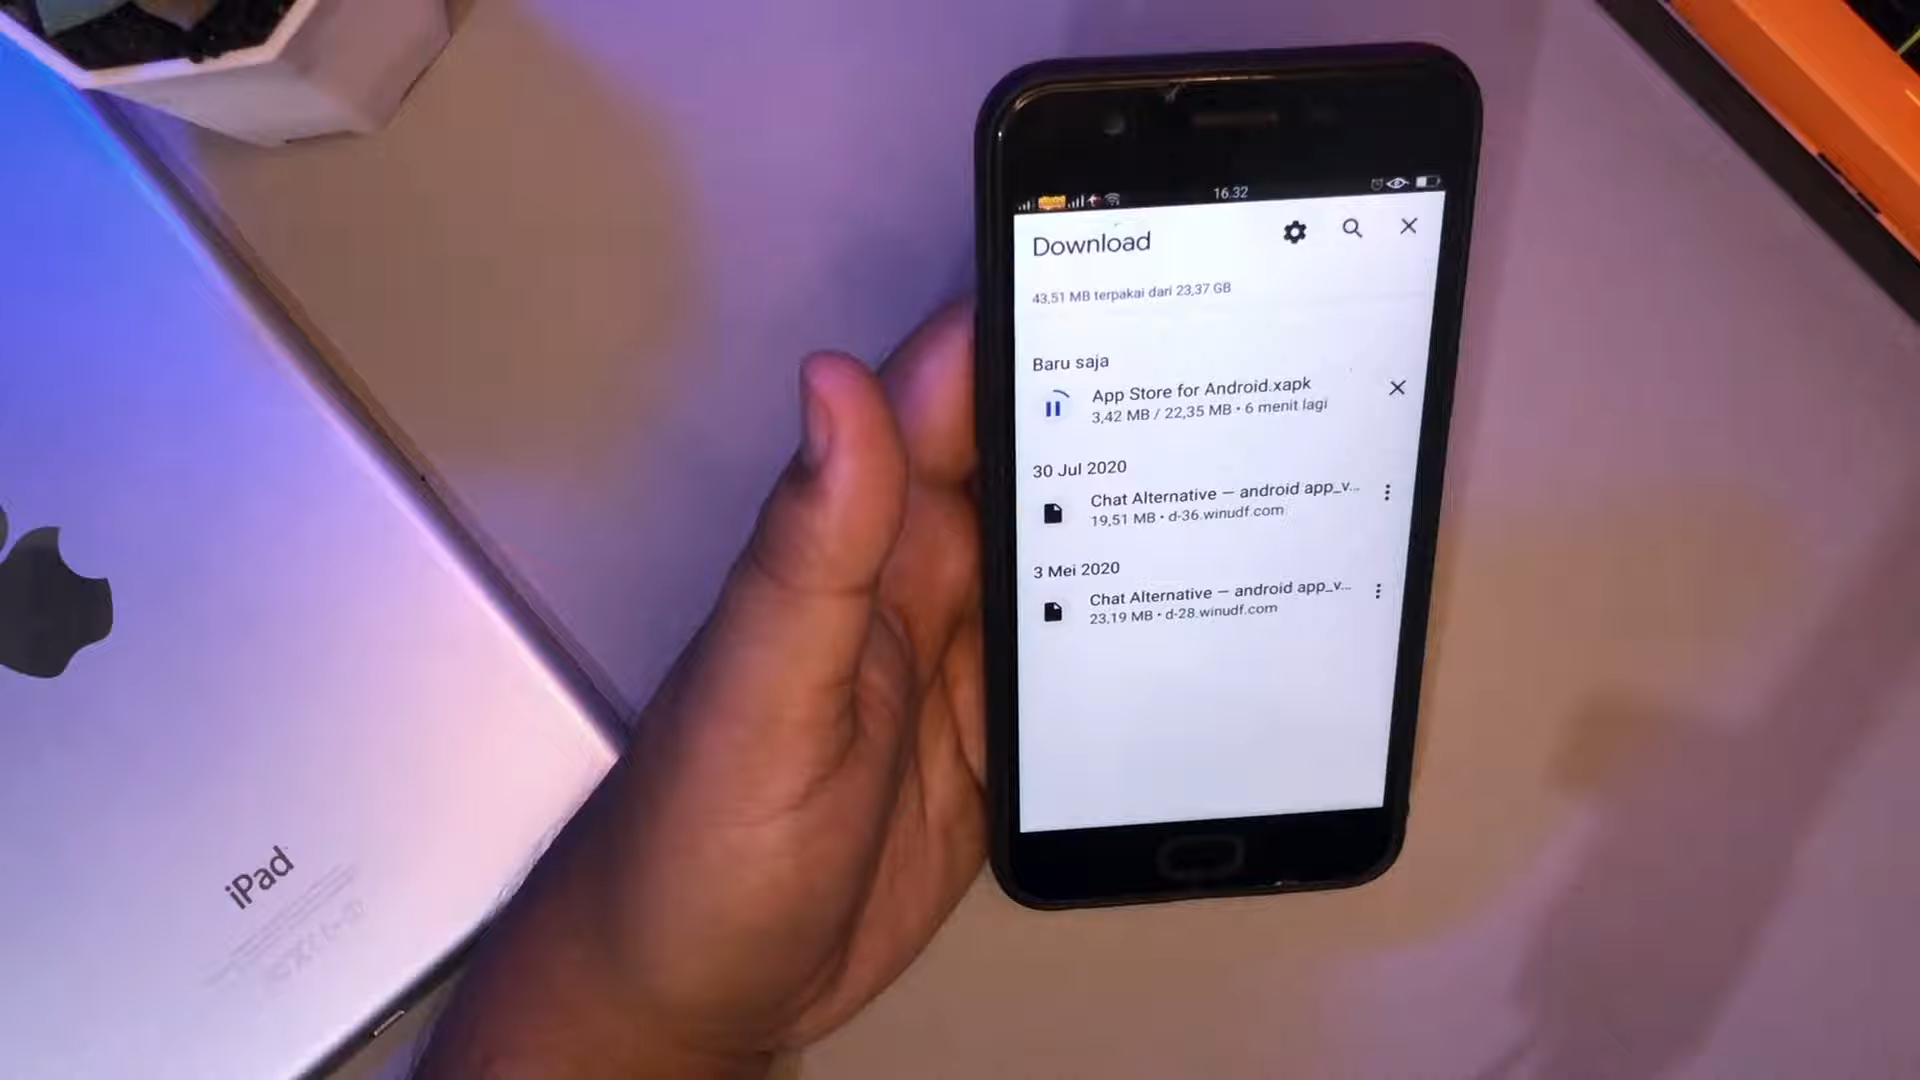 16.32
Download
43,51 MB terpakai dari 23,37 GB
Baru saja
App Store for Android.xapk
3,42 MB / 22,35 MB • 6 menit lagi
30 Jul 2020
Chat Alternative — android app_v...
19,51 MB • d-36.winudf.com
3 Mei 2020
Chat Alternative — android app_v...
23,19 MB • d-28.winudf.com
iPad